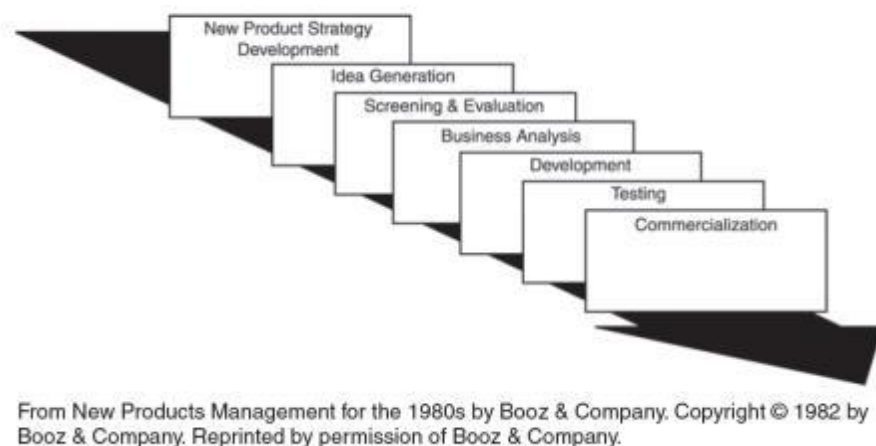 New Product Strategy
Development
Idea Generation
Screening & Evaluation
Business Analysis
Development
Testing
Commercialization
From New Products Management for the 1980s by Booz & Company. Copyright © 1982 by
Booz & Company. Reprinted by permission of Booz & Company.